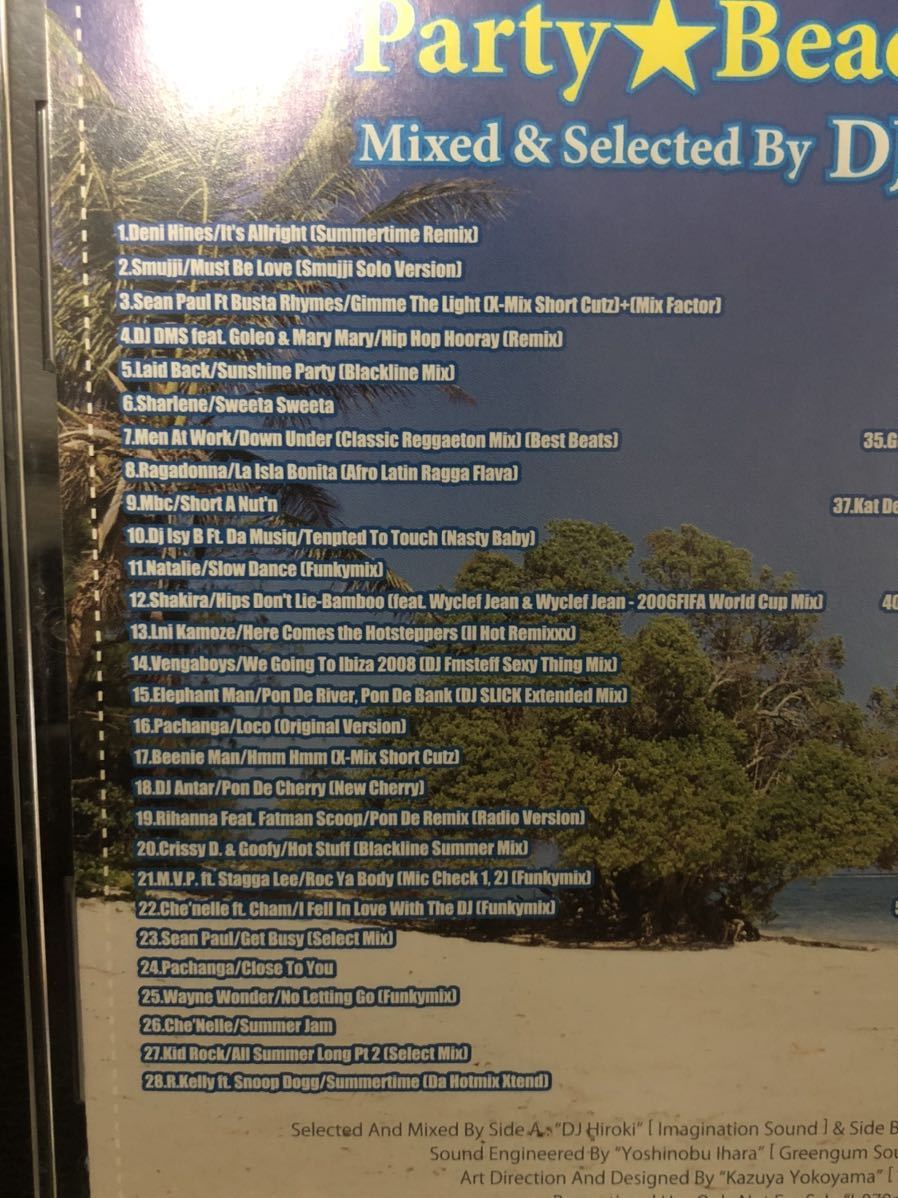 Party★Beac
Mixed & Selected By DJ
1.Deni Hines/It's Allright (Summertime Remix)
2.Smujji/Must Be Love (Smujji Solo Version)
3.Sean Paul Ft Busta Rhymes/Gimme The Light (X-Mix Short Cutz)+(Mix Factor)
4.DJ DMS feat. Goleo & Mary Mary/Hip Hop Hooray (Remix)
5.Laid Back/Sunshine Party (Blackline Mix)
6.Sharlene/Sweeta Sweeta
7.Men At Work/Down Under (Classic Reggaeton Mix) (Best Beats)
8.Ragadonna/La Isla Bonita (Afro Latin Ragga Flava)
9.Mbc/Short A Nut'n
10.Dj Isy B Ft. Da Musiq/Tenpted To Touch (Nasty Baby)
11.Natalie/Slow Dance (Funkymix)
12.Shakira/Hips Don't Lie-Bamboo (feat. Wyclef Jean & Wyclef Jean - 2006FIFA World Cup Mix)
13.Lni Kamoze/Here Comes the Hotsteppers (Il Hot Remixxx)
14.Vengaboys/We Going To Ibiza 2008 (DJ Fmsteff Sexy Thing Mix)
15.Elephant Man/Pon De River, Pon De Bank (DJ SLICK Extended Mix)
16.Pachanga/Loco (Original Version)
17.Beenie Man/Hmm Hmm (X-Mix Short Cutz)
18.DJ Antar/Pon De Cherry (New Cherry)
19.Rihanna Feat. Fatman Scoop/Pon De Remix (Radio Version)
20.Crissy D. & Goofy/Hot Stuff (Blackline Summer Mix)
21.M.V.P. ft. Stagga Lee/Roc Ya Body (Mic Check 1, 2) (Funkymix)
22.Che'nelle ft. Cham/I Fell In Love With The DJ (Funkymix)
23.Sean Paul/Get Busy (Select Mix)
24.Pachanga/Close To You
25.Wayne Wonder/No Letting Go (Funkymix)
26.Che'Nelle/Summer Jam
27.Kid Rock/All Summer Long Pt 2 (Select Mix)
28.R.Kelly ft. Snoop Dogg/Summertime (Da Hotmix Xtend)
35.G
37.Kat De
40
5
Selected And Mixed By Side A : "DJ Hiroki" [ Imagination Sound ] & Side B
Sound Engineered By "Yoshinobu Ihara" [ Greengum Sou
Art Direction And Designed By "Kazuya Yokoyama" [